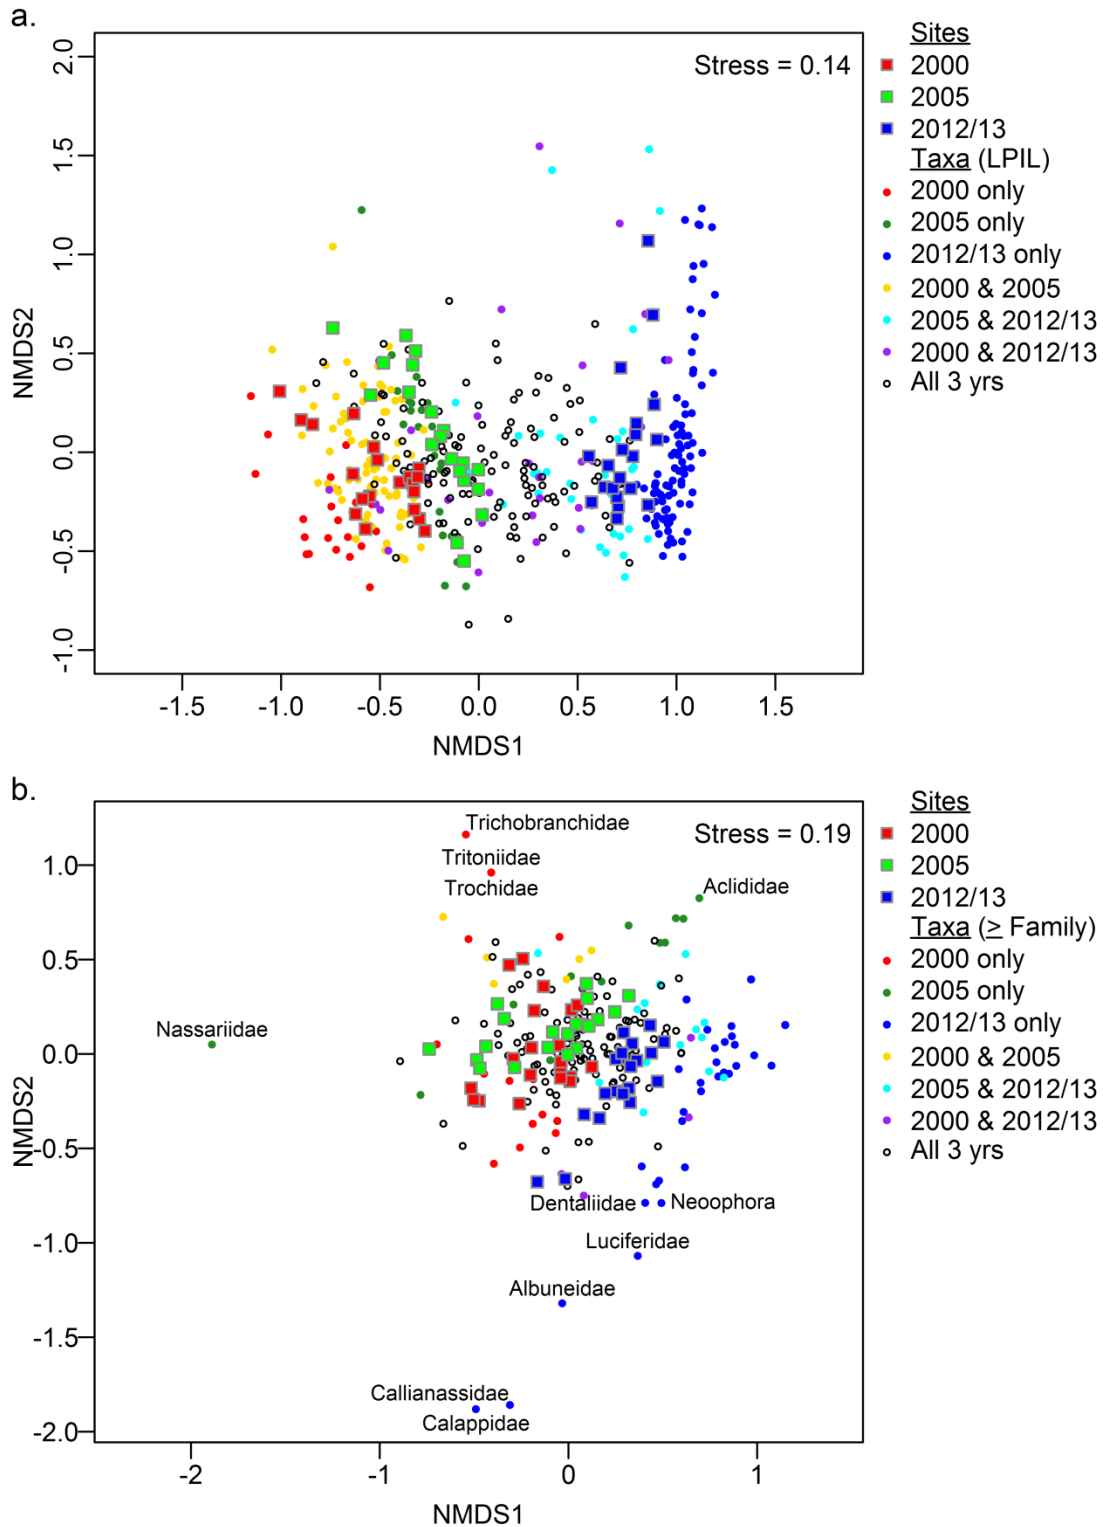 a.
Stress = 0.14
2.0
1.5
1.0
0.5
0.0
-0.5
-1.0
NMDS2
-1.5
-1.0
-0.5
0.0
0.5
1.0
1.5
NMDS1
Sites
2000
2005
2012/13
Taxa (LPIL)
2000 only
2005 only
2012/13 only
2000 & 2005
2005 & 2012/13
2000 & 2012/13
All 3 yrs
b.
Stress = 0.19
Trichobranchidae
Tritoniidae
Trochidae
Aclididae
Nassariidae
Dentaliidae
Neoophora
Luciferidae
Albuneidae
Callianassidae
Calappidae
1.0
0.5
0.0
-0.5
-1.0
-1.5
-2.0
NMDS2
-2
-1
0
1
NMDS1
Sites
2000
2005
2012/13
Taxa (≥ Family)
2000 only
2005 only
2012/13 only
2000 & 2005
2005 & 2012/13
2000 & 2012/13
All 3 yrs